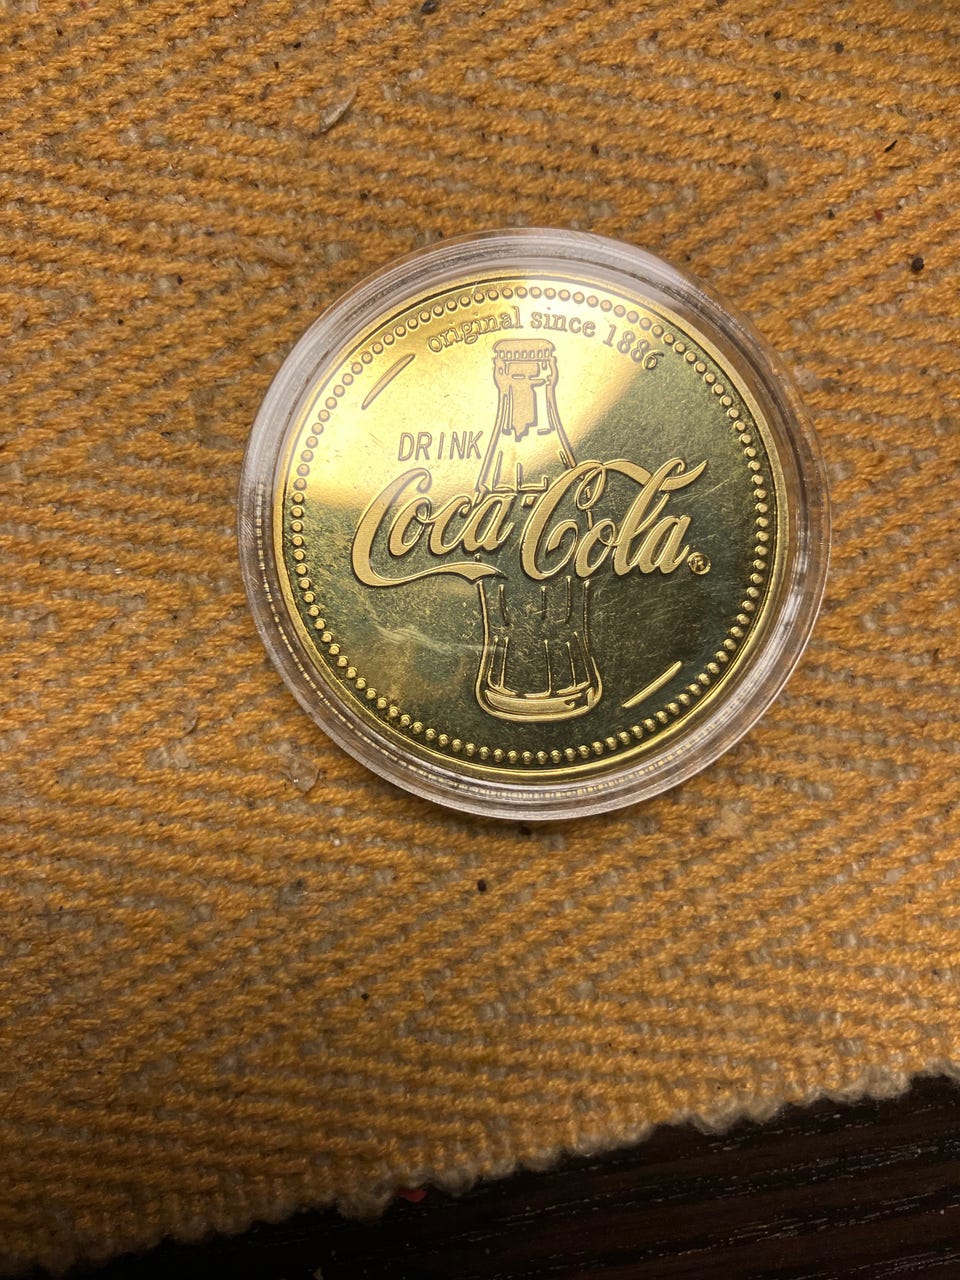 original since 1886
DRINK
Coca-Cola®